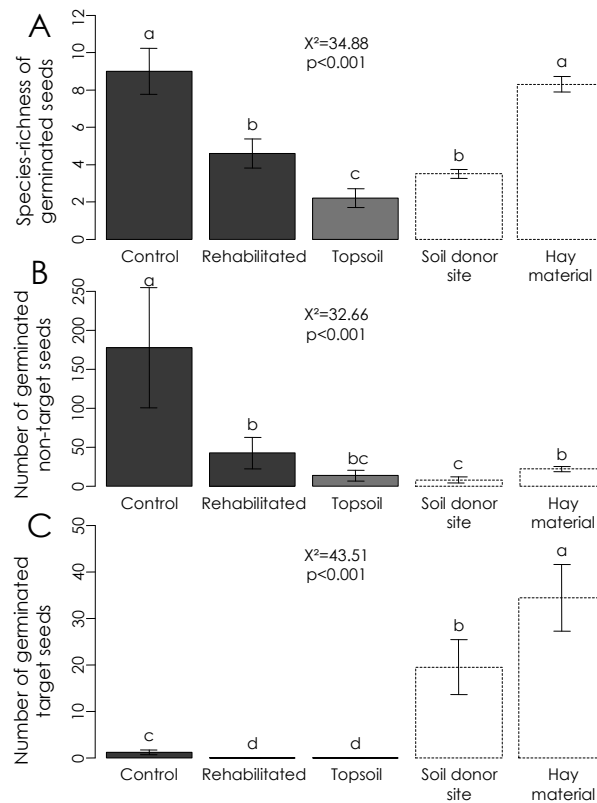 A
Species-richness of
germinated seeds
0
2
4
6
8
10
12
X²=34.88
p<0.001
a
b
c
b
a
Control
Rehabilitated
Topsoil
Soil donor
site
Hay
material
B
Number of germinated
non-target seeds
0
50
100
150
200
250
X²=32.66
p<0.001
a
b
bc
c
b
Control
Rehabilitated
Topsoil
Soil donor
site
Hay
material
C
Number of germinated
target seeds
0
10
20
30
40
50
X²=43.51
p<0.001
c
d
d
b
a
Control
Rehabilitated
Topsoil
Soil donor
site
Hay
material